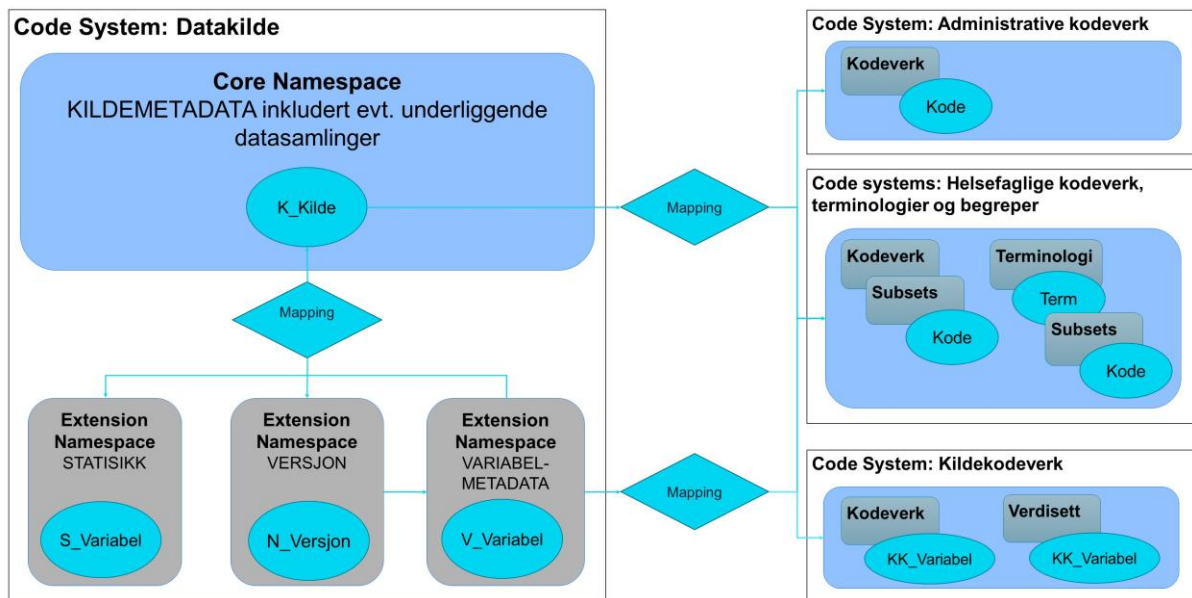 Code System: Datakilde
Core Namespace
KILDEMETADATA inkludert evt. underliggende
datasamlinger
K_Kilde
Mapping
Extension
Namespace
STATISIKK
S_Variabel
Extension
Namespace
VERSJON
N_Versjon
Extension
Namespace
VARIABEL-
METADATA
V_Variabel
Mapping
Mapping
Code System: Administrative kodeverk
Kodeverk
Kode
Code systems: Helsefaglige kodeverk,
terminologier og begreper
Kodeverk
Subsets
Kode
Terminologi
Term
Subsets
Kode
Code System: Kildekodeverk
Kodeverk
KK_Variabel
Verdisett
KK_Variabel